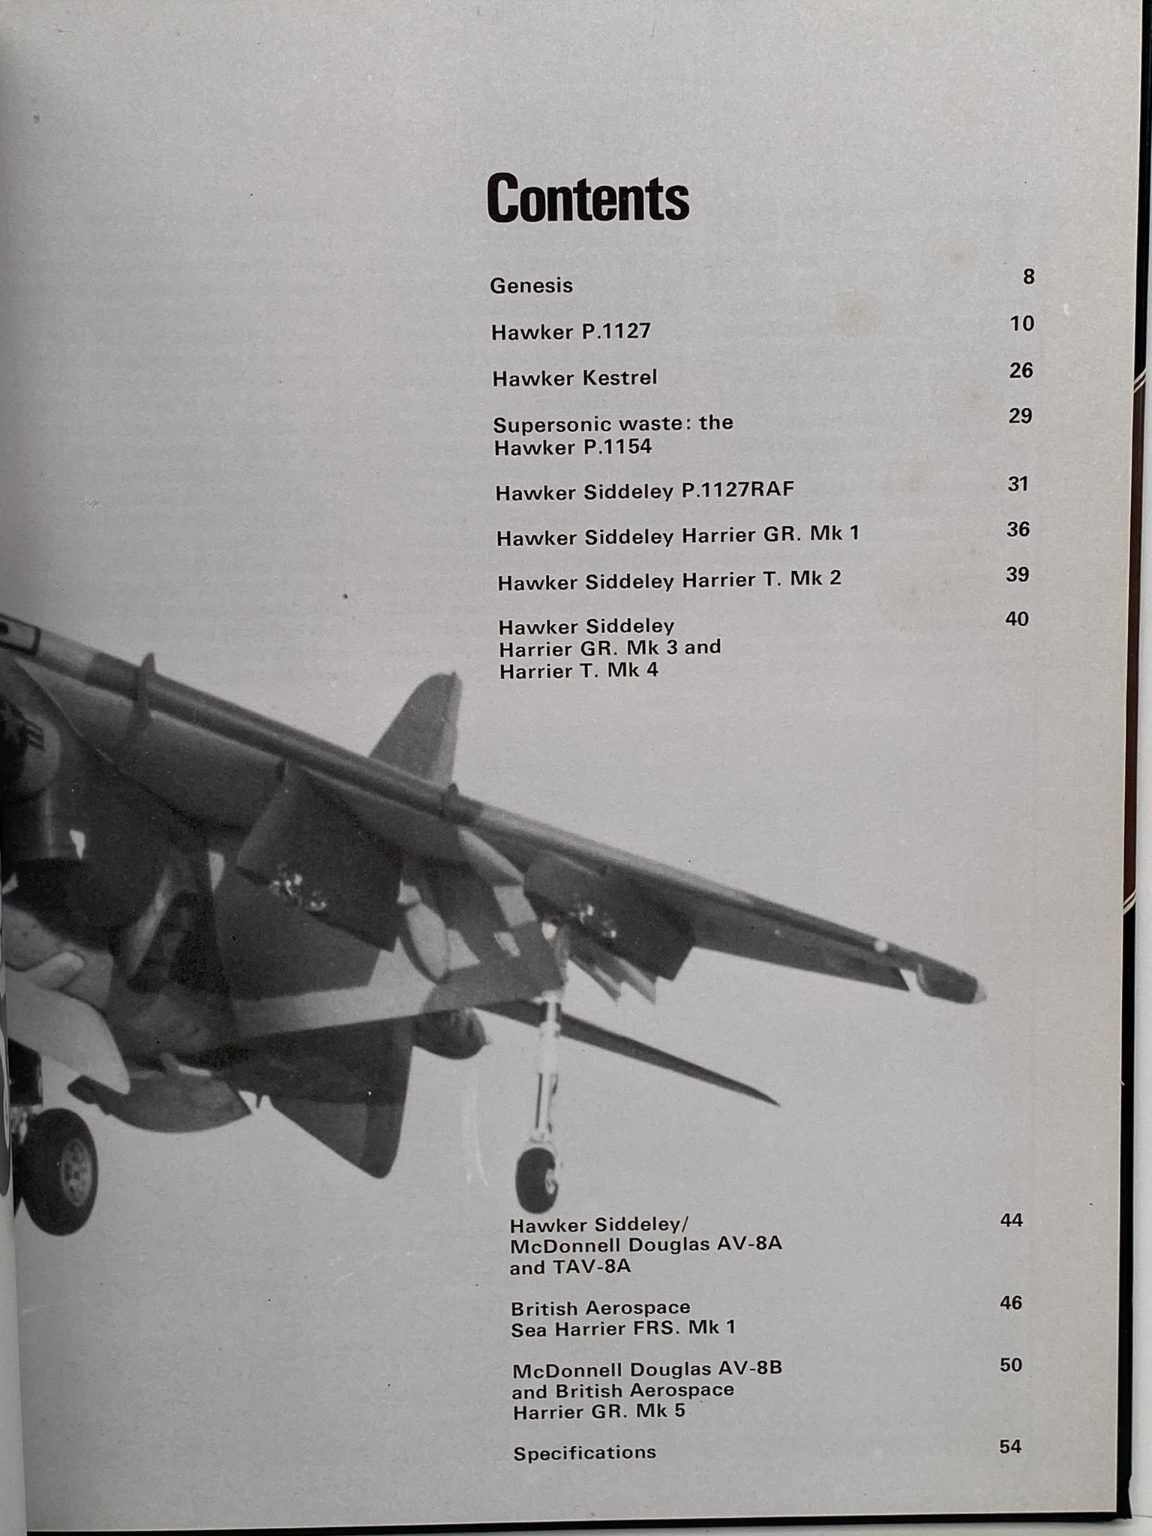 Contents
Genesis 8
Hawker P.1127 10
Hawker Kestrel 26
Supersonic waste: the 29
Hawker P.1154
Hawker Siddeley P.1127RAF 31
Hawker Siddeley Harrier GR. Mk 1 36
Hawker Siddeley Harrier T. Mk 2 39
Hawker Siddeley 40
Harrier GR. Mk 3 and
Harrier T. Mk 4
Hawker Siddeley/ 44
McDonnell Douglas AV-8A
and TAV-8A
British Aerospace 46
Sea Harrier FRS. Mk 1
McDonnell Douglas AV-8B 50
and British Aerospace
Harrier GR. Mk 5
Specifications 54